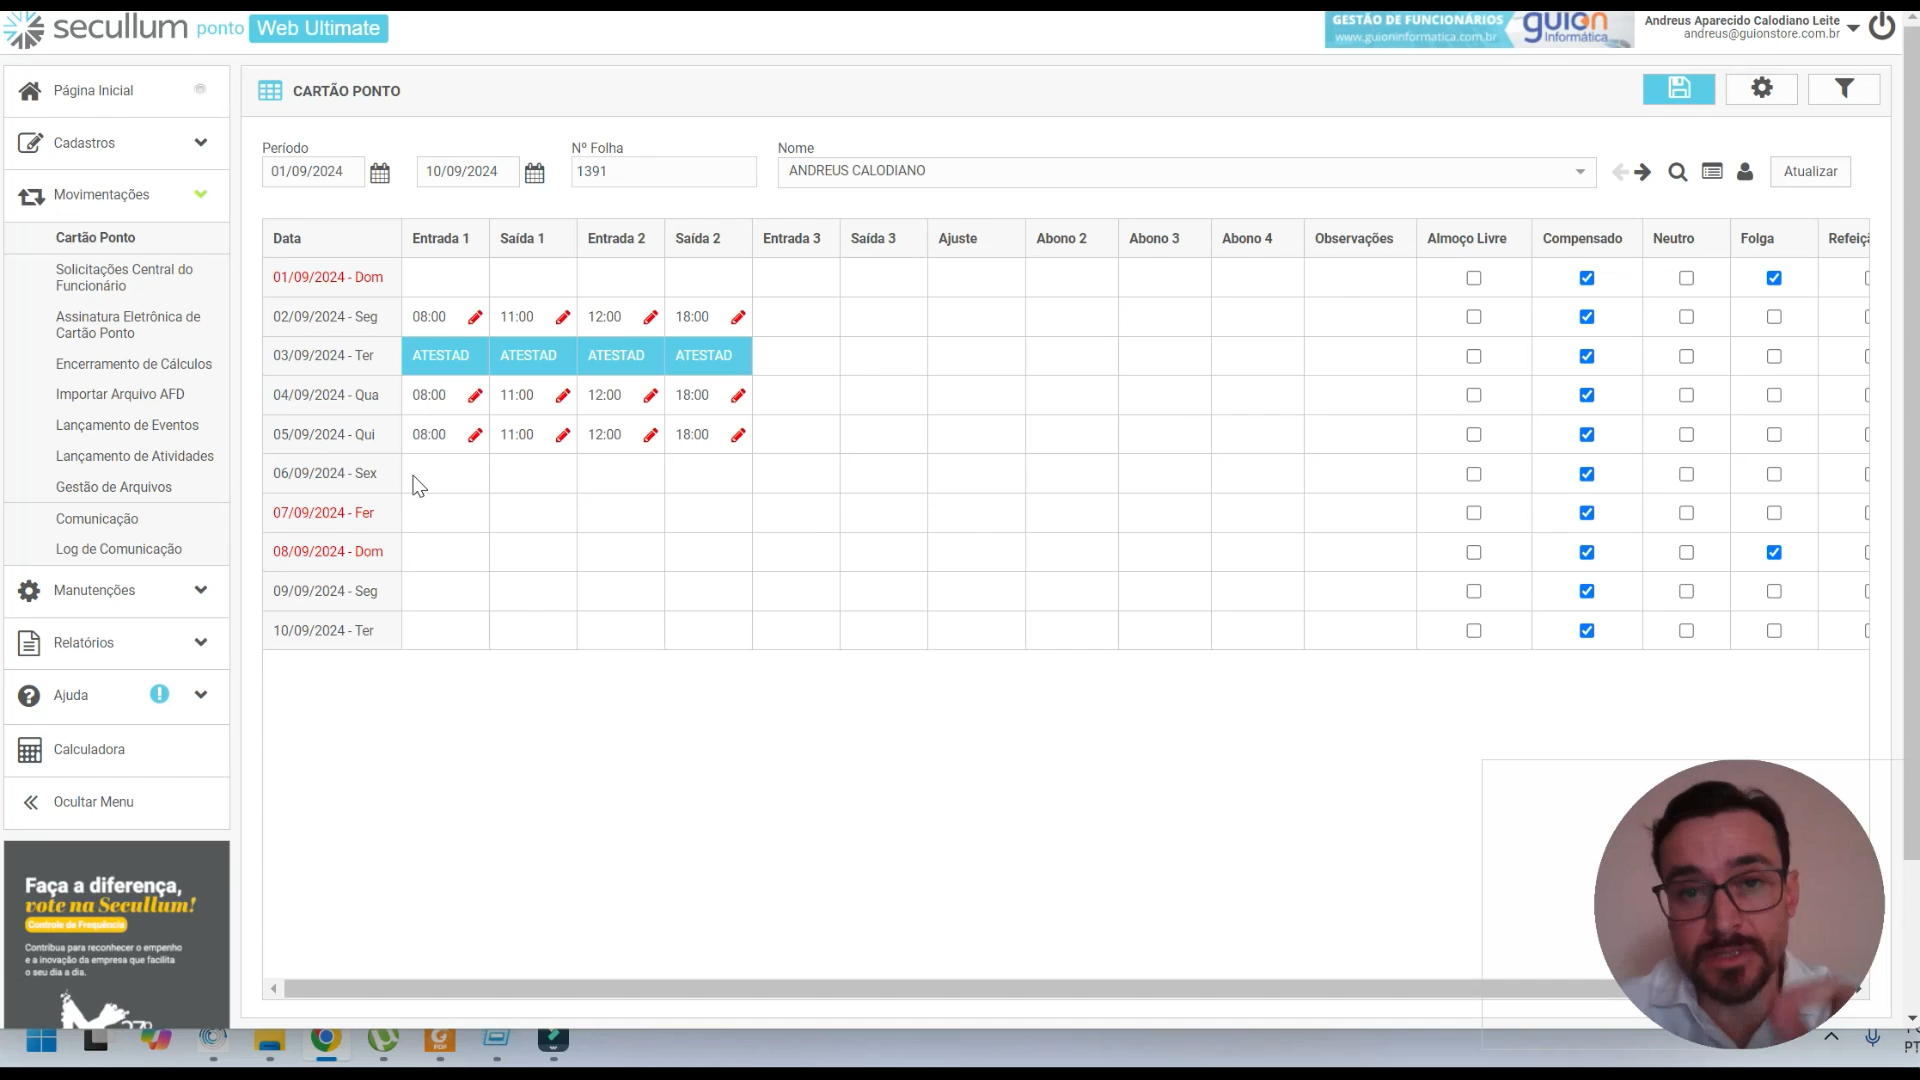 secullum ponto Web Ultimate
GESTÃO DE FUNCIONÁRIOS
www.guioninformatica.com.br
guion
Informática
Andreus Aparecido Calodiano Leite
andreus@guionstore.com.br
Página Inicial
Cadastros
Movimentações
Cartão Ponto
Solicitações Central do
Funcionário
Assinatura Eletrônica de
Cartão Ponto
Encerramento de Cálculos
Importar Arquivo AFD
Lançamento de Eventos
Lançamento de Atividades
Gestão de Arquivos
Comunicação
Log de Comunicação
Manutenções
Relatórios
Ajuda
Calculadora
Ocultar Menu
Faça a diferença,
vote na Secullum!
Controle de Frequência
Contribua para reconhecer o empenho
e a inovação da empresa que facilita
o seu dia a dia.
CARTÃO PONTO
Período Nº Folha Nome
01/09/2024 10/09/2024 1391 ANDREUS CALODIANO Atualizar
Data Entrada 1 Saída 1 Entrada 2 Saída 2 Entrada 3 Saída 3 Ajuste Abono 2 Abono 3 Abono 4 Observações Almoço Livre Compensado Neutro Folga
01/09/2024 - Dom
02/09/2024 - Seg 08:00 11:00 12:00 18:00
03/09/2024 - Ter ATESTAD ATESTAD ATESTAD ATESTAD
04/09/2024 - Qua 08:00 11:00 12:00 18:00
05/09/2024 - Qui 08:00 11:00 12:00 18:00
06/09/2024 - Sex
07/09/2024 - Fer
08/09/2024 - Dom
09/09/2024 - Seg
10/09/2024 - Ter
PDF